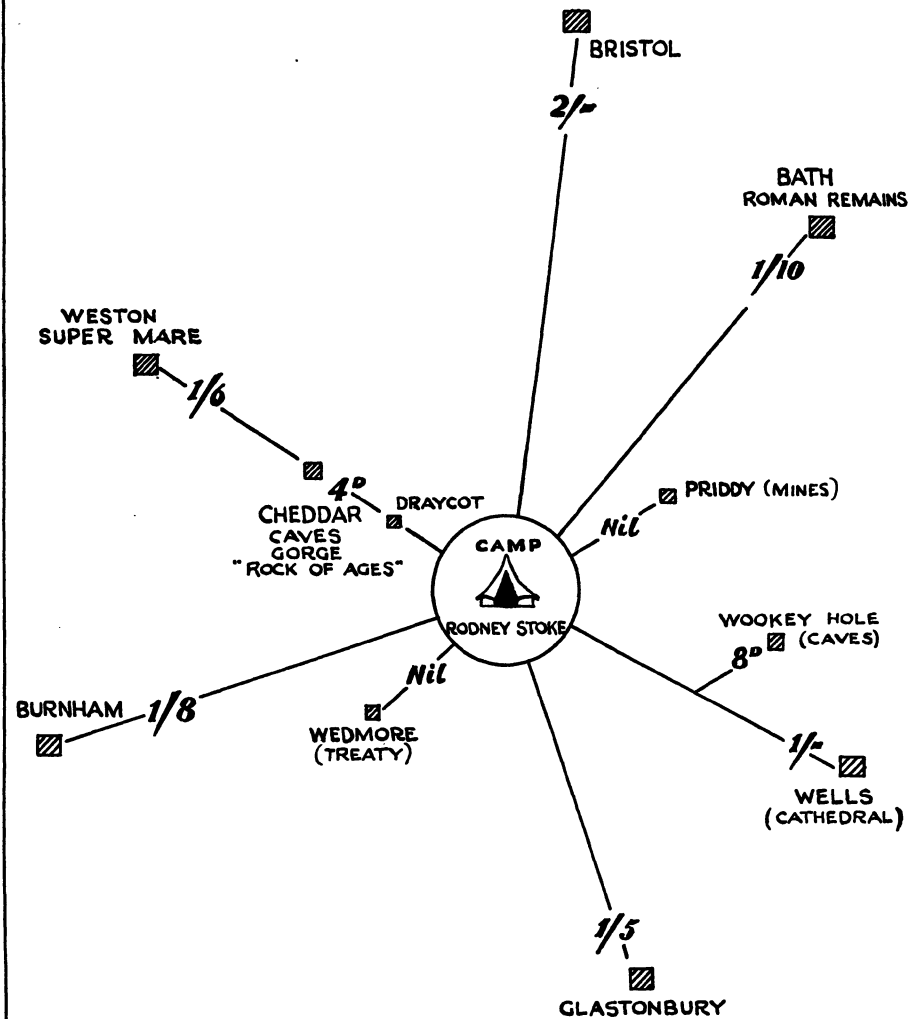 BRISTOL
2/=
BATH
ROMAN REMAINS
1/10
WESTON
SUPER MARE
1/6
4D
DRAYCOT
CHEDDAR
CAVES
GORGE
"ROCK OF AGES"
PRIDDY (MINES)
Nil
CAMP
RODNEY STOKE
WOOKEY HOLE
(CAVES)
8D
Nil
BURNHAM
1/8
WEDMORE
(TREATY)
1/=
WELLS
(CATHEDRAL)
1/5
GLASTONBURY